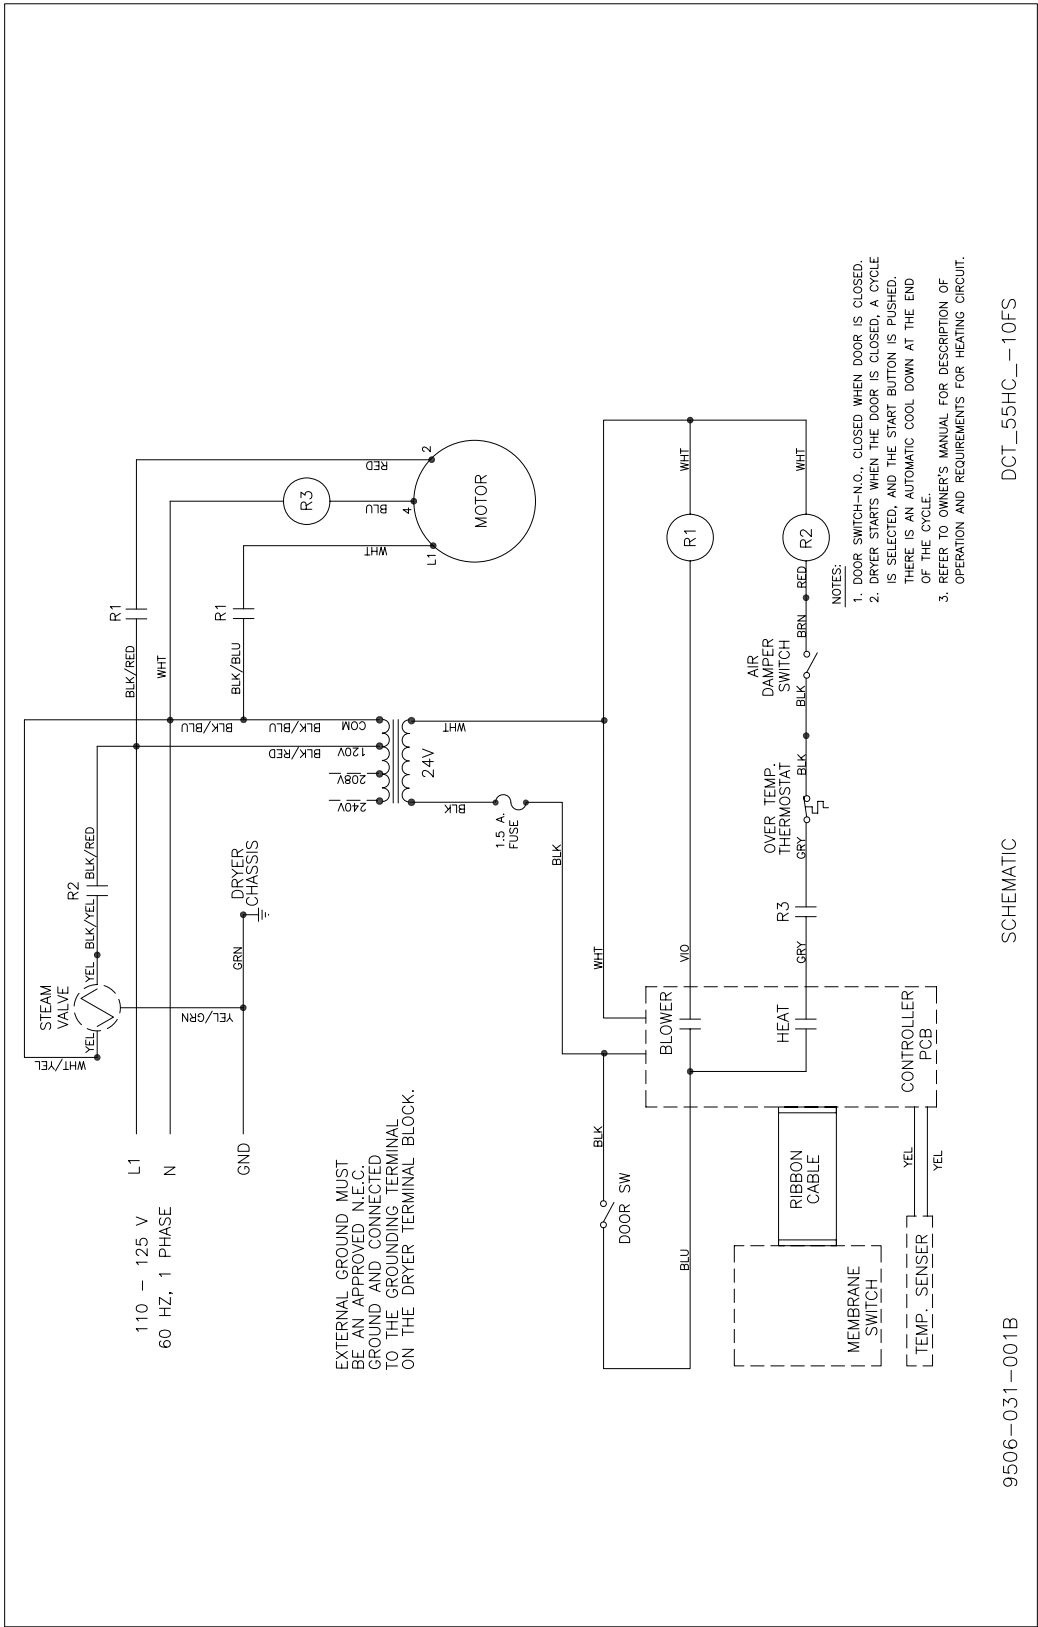 110 – 125 V
60 HZ, 1 PHASE
L1
N
GND
WHT/YEL
YEL
STEAM
VALVE
YEL
BLK/YEL
R2
BLK/RED
YEL/GRN
GRN
DRYER
CHASSIS
BLK/RED
WHT
BLK/BLU
R1
R1
BLK/BLU
BLK/BLU
BLK/RED
COM
120V
208V
240V
24V
RED
BLU
WHT
R3
2
4
L1
MOTOR
EXTERNAL GROUND MUST
BE AN APPROVED N.E.C.
GROUND AND CONNECTED
TO THE GROUNDING TERMINAL
ON THE DRYER TERMINAL BLOCK.
WHT
BLK
1.5 A.
FUSE
BLK
WHT
BLK
DOOR SW
BLU
BLOWER
VIO
R1
WHT
HEAT
GRY
R3
GRY
OVER TEMP.
THERMOSTAT
BLK
BLK
AIR
DAMPER
SWITCH
BRN
RED
R2
WHT
CONTROLLER
PCB
RIBBON
CABLE
MEMBRANE
SWITCH
YEL
YEL
TEMP. SENSER
NOTES:
1. DOOR SWITCH–N.O., CLOSED WHEN DOOR IS CLOSED.
2. DRYER STARTS WHEN THE DOOR IS CLOSED, A CYCLE
IS SELECTED, AND THE START BUTTON IS PUSHED.
THERE IS AN AUTOMATIC COOL DOWN AT THE END
OF THE CYCLE.
3. REFER TO OWNER'S MANUAL FOR DESCRIPTION OF
OPERATION AND REQUIREMENTS FOR HEATING CIRCUIT.
9506–031–001B
SCHEMATIC
DCT_55HC_–10FS